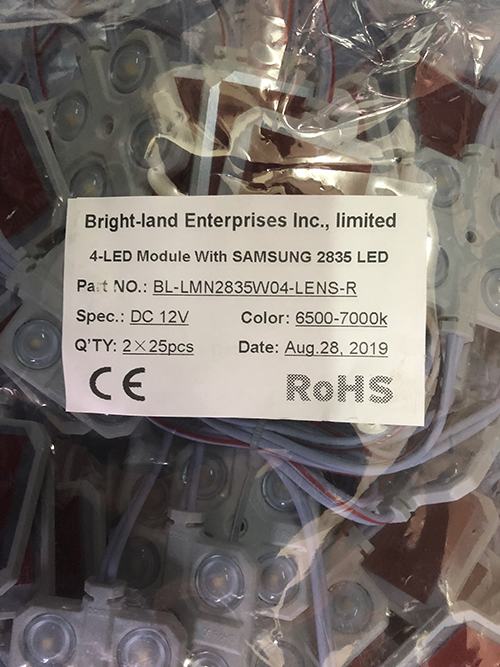 Bright-land Enterprises Inc., limited
4-LED Module With SAMSUNG 2835 LED
Part NO.: BL-LMN2835W04-LENS-R
Spec.: DC 12V Color: 6500-7000k
Q'TY: 2×25pcs Date: Aug.28, 2019
CE RoHS